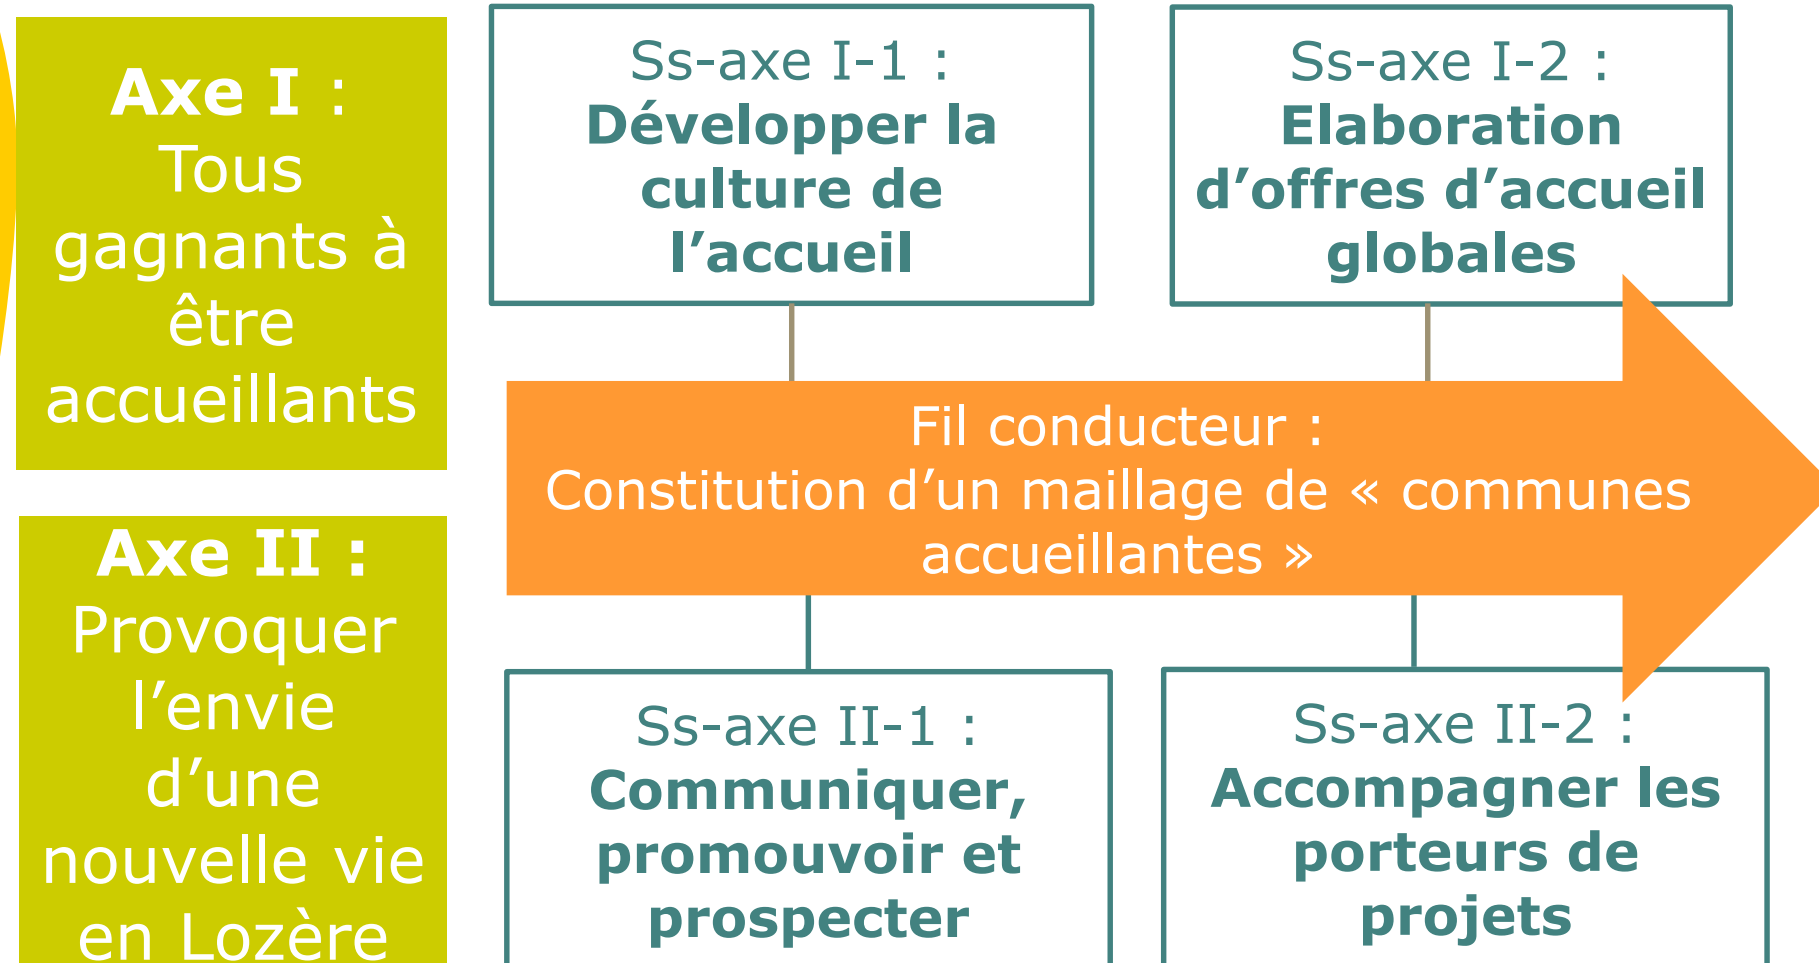 Axe I :
Tous
gagnants à
être
accueillants
Ss-axe I-1 :
Développer la
culture de
l’accueil
Ss-axe I-2 :
Elaboration
d’offres d’accueil
globales
Fil conducteur :
Constitution d’un maillage de « communes
accueillantes »
Axe II :
Provoquer
l’envie
d’une
nouvelle vie
en Lozère
Ss-axe II-1 :
Communiquer,
promouvoir et
prospecter
Ss-axe II-2 :
Accompagner les
porteurs de
projets